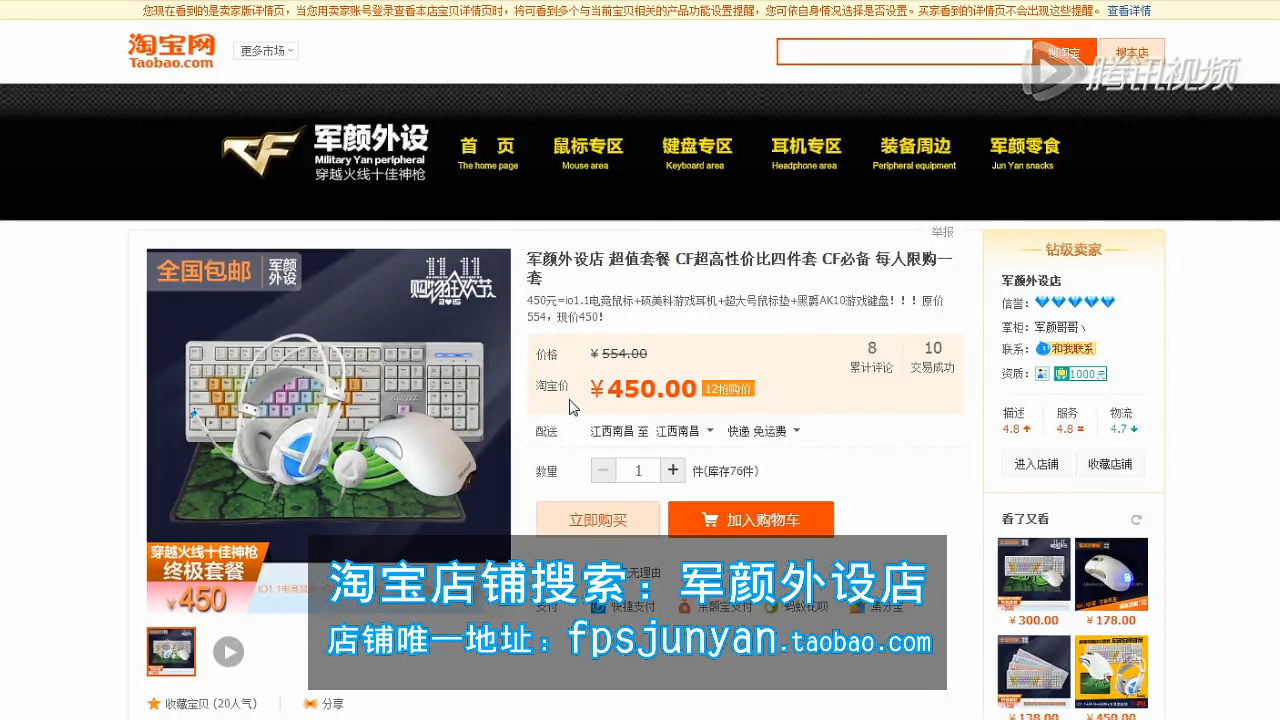 您现在看到的是卖家版详情页，当您用卖家账号登录查看本店宝贝详情页时，将可看到多个与当前宝贝相关的产品功能设置提醒，您可依自身情况选择是否设置。买家看到的详情页不会出现这些提醒。 查看详情
淘宝网
Taobao.com
更多市场
搜淘宝
搜本店
腾讯视频
军颜外设
Military Yan peripheral
穿越火线十佳神枪
首 页
The home page
鼠标专区
Mouse area
键盘专区
Keyboard area
耳机专区
Headphone area
装备周边
Peripheral equipment
军颜零食
Jun Yan snacks
举报
全国包邮
军颜外设
11.11
购物狂欢节
2015
穿越火线十佳神枪
终极套餐
¥450
军颜外设店 超值套餐 CF超高性价比四件套 CF必备 每人限购一
套
450元=io1.1电竞鼠标+硕美科游戏耳机+超大号鼠标垫+黑爵AK10游戏键盘！！！原价
554，现价450！
价格 ¥ 554.00
淘宝价 ¥450.00 12抢购价
8
累计评论
10
交易成功
配送 江西南昌 至 江西南昌 快递 免运费
数量 − 1 + 件(库存76件)
立即购买
加入购物车
无理由
支付 快捷支付 余额宝支付 蚂蚁花呗 集分宝
淘宝店铺搜索：军颜外设店
店铺唯一地址：fpsjunyan.taobao.com
收藏宝贝 (20人气)
分享
钻级卖家
军颜外设店
信誉：
掌柜：军颜哥哥丶
联系：和我联系
资质：1000元
描述 服务 物流
4.8 4.8 4.7
进入店铺
收藏店铺
看了又看
¥300.00
¥178.00
¥138.00
¥450.00